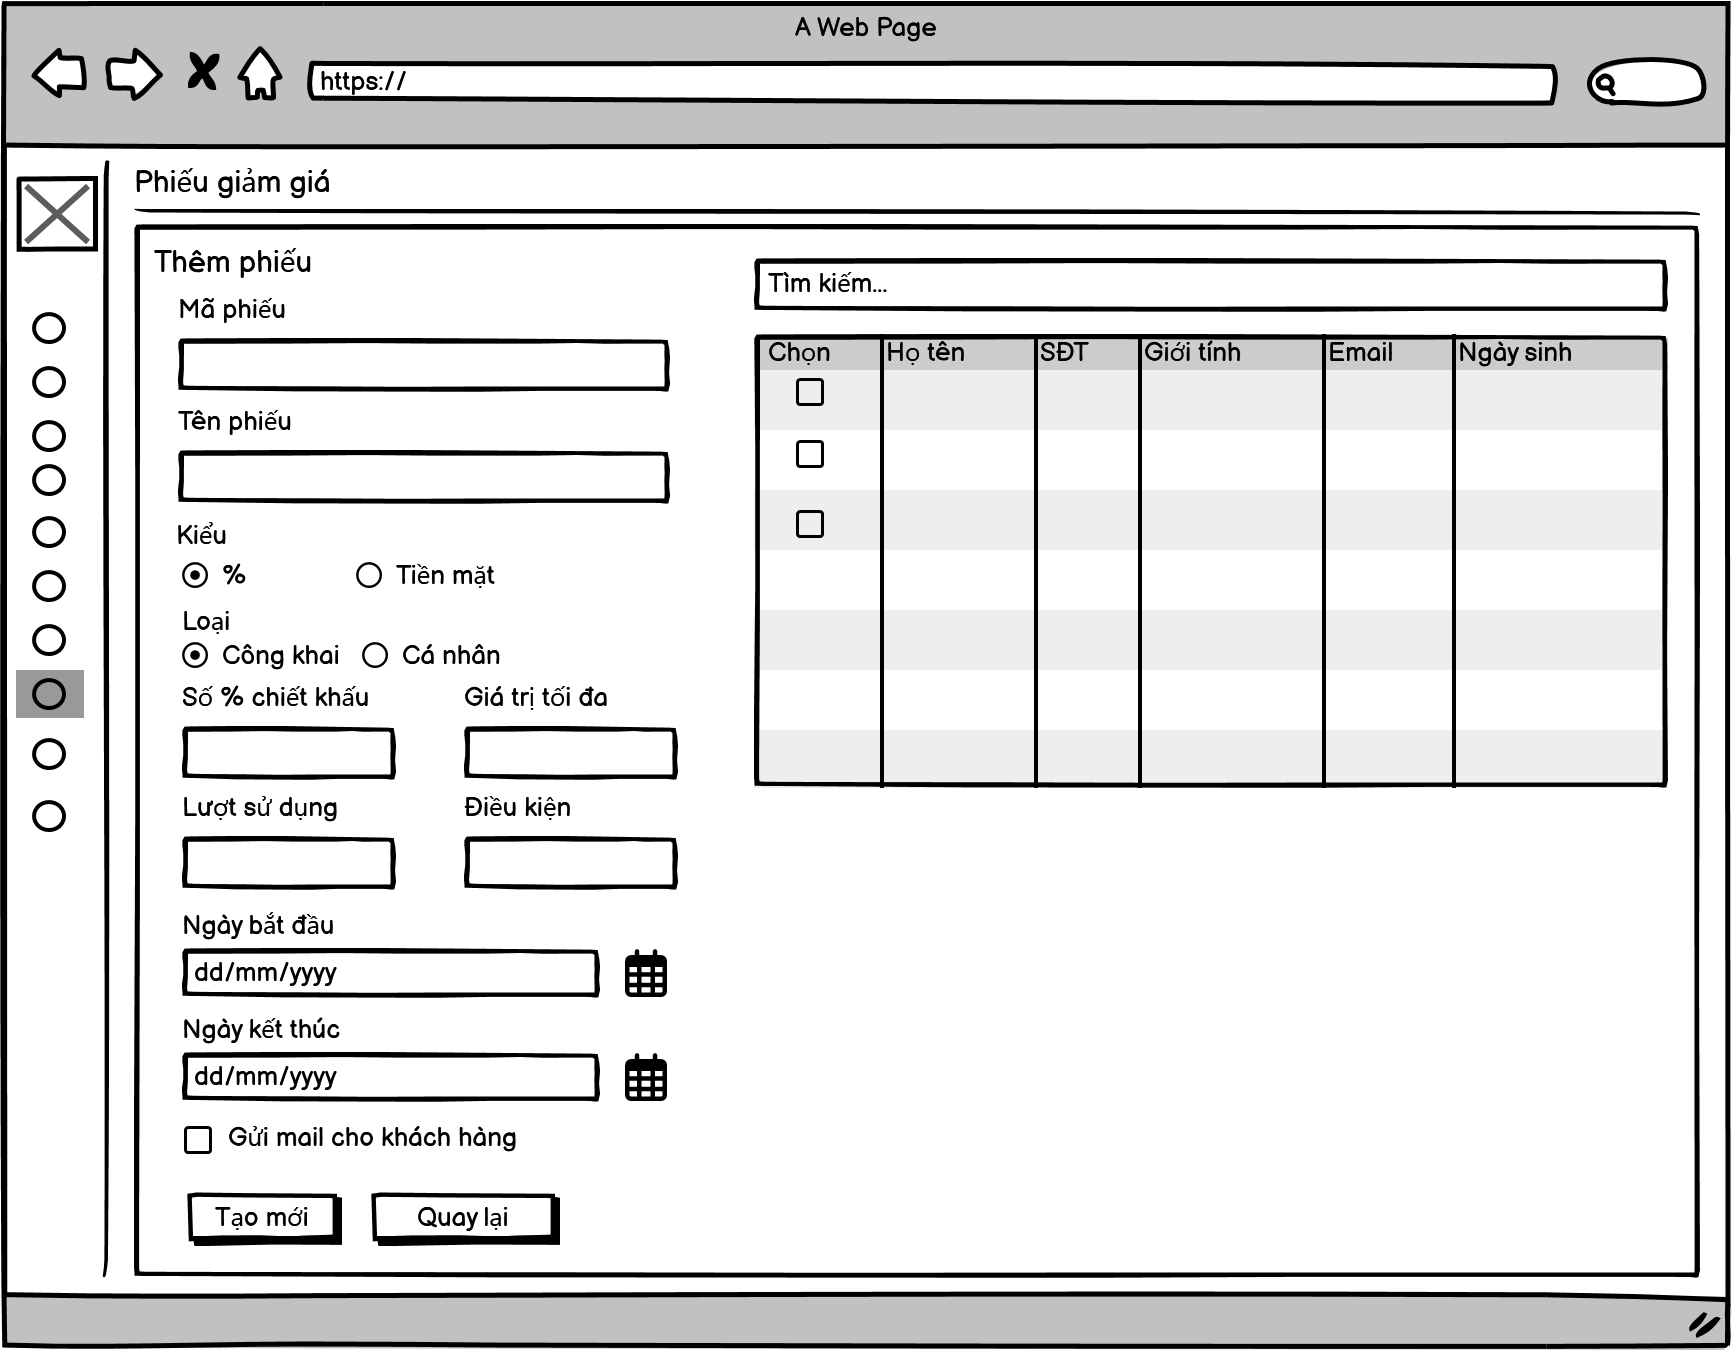 A Web Page
https://
Phiếu giảm giá
Thêm phiếu
Mã phiếu
Tên phiếu
Kiểu
% Tiền mặt
Loại
Công khai Cá nhân
Số % chiết khấu Giá trị tối đa
Lượt sử dụng Điều kiện
Ngày bắt đầu
dd/mm/yyyy
Ngày kết thúc
dd/mm/yyyy
Gửi mail cho khách hàng
Tạo mới Quay lại
Tìm kiếm...
Chọn Họ tên SĐT Giới tính Email Ngày sinh